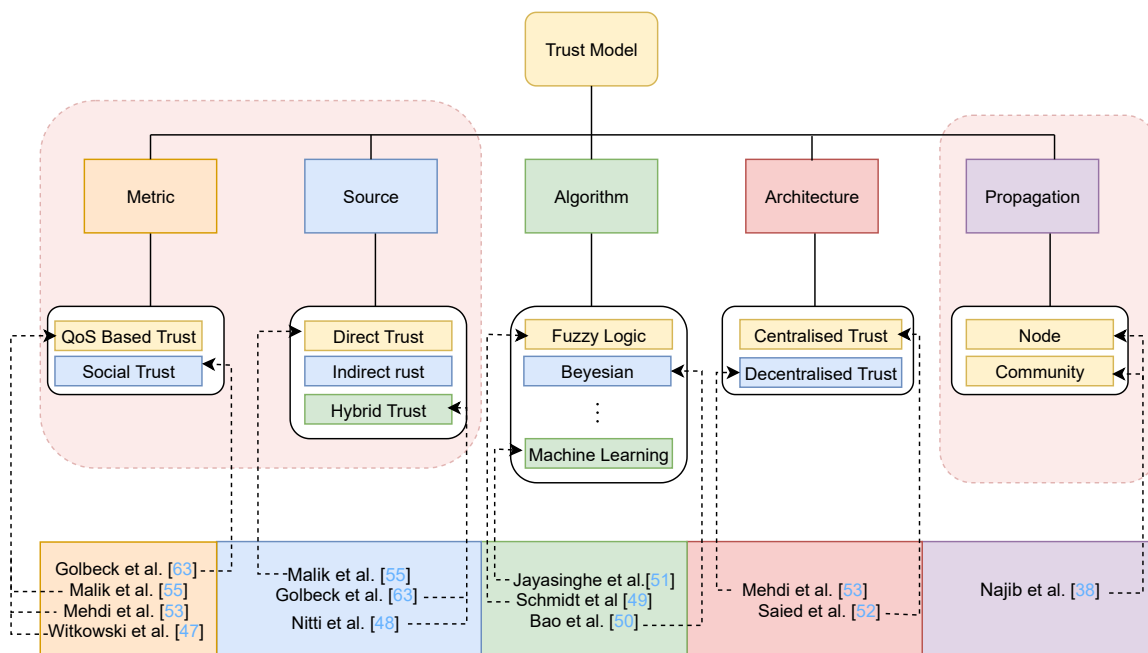 Trust Model
Metric
Source
Algorithm
Architecture
Propagation
QoS Based Trust
Social Trust
Direct Trust
Indirect rust
Hybrid Trust
Fuzzy Logic
Beyesian
Machine Learning
Centralised Trust
Decentralised Trust
Node
Community
Golbeck et al. [63]
Malik et al. [55]
Mehdi et al. [53]
Witkowski et al. [47]
Malik et al. [55]
Golbeck et al. [63]
Nitti et al. [48]
Jayasinghe et al.[51]
Schmidt et al [49]
Bao et al. [50]
Mehdi et al. [53]
Saied et al. [52]
Najib et al. [38]